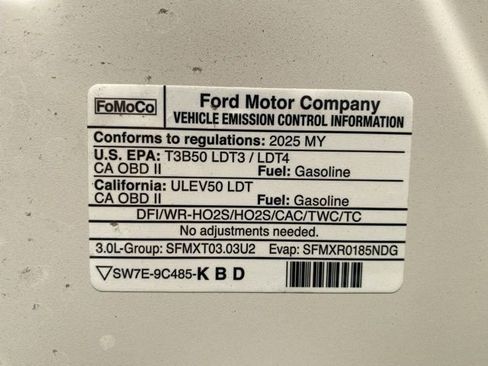 FoMoCo
Ford Motor Company
VEHICLE EMISSION CONTROL INFORMATION
Conforms to regulations: 2025 MY
U.S. EPA: T3B50 LDT3 / LDT4
CA OBD II Fuel: Gasoline
California: ULEV50 LDT
CA OBD II Fuel: Gasoline
DFI/WR-HO2S/HO2S/CAC/TWC/TC
No adjustments needed.
3.0L-Group: SFMXT03.03U2 Evap: SFMXR0185NDG
SW7E-9C485-K B D